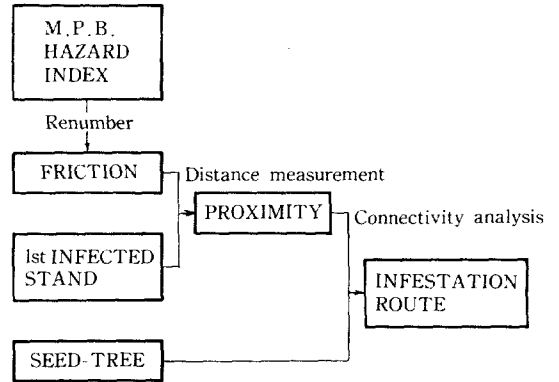 M.P.B.
HAZARD
INDEX
Renumber
FRICTION
Distance measurement
PROXIMITY
Connectivity analysis
1st INFECTED
STAND
INFESTATION
ROUTE
SEED-TREE